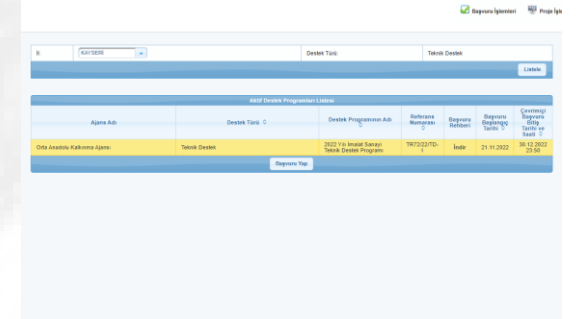 Başvuru İşlemleri Proje İşle
İl: KAYSERİ Destek Türü: Teknik Destek
Listele
Aktif Destek Programları Listesi
Ajans Adı Destek Türü Destek Programının Adı Referans Numarası Başvuru Rehberi Başvuru Başlangıç Tarihi Çevrimiçi Başvuru Bitiş Tarihi ve Saati
Orta Anadolu Kalkınma Ajansı Teknik Destek 2022 Yılı İmalat Sanayi Teknik Destek Programı TR72/22/TD-1 İndir 21.11.2022 30.12.2022 23:50
Başvuru Yap